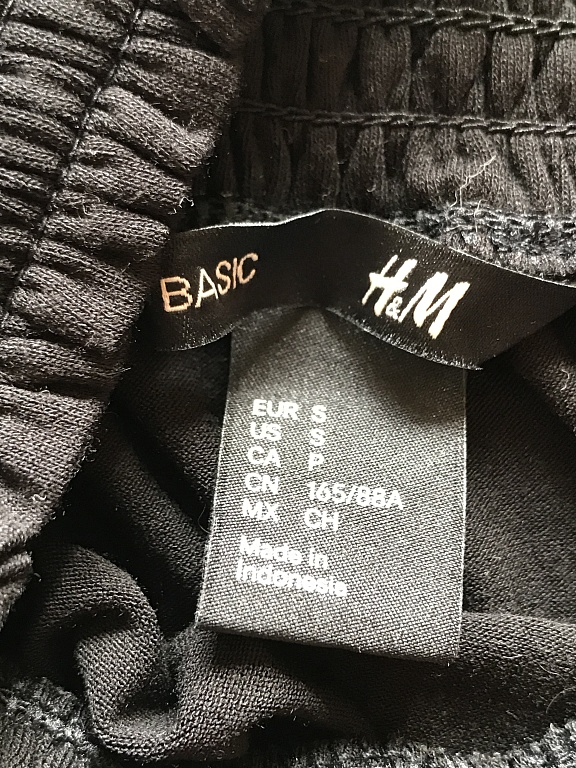 BASIC H&M
EUR S
US S
CA P
CN 165/88A
MX CH
Made in
Indonesia